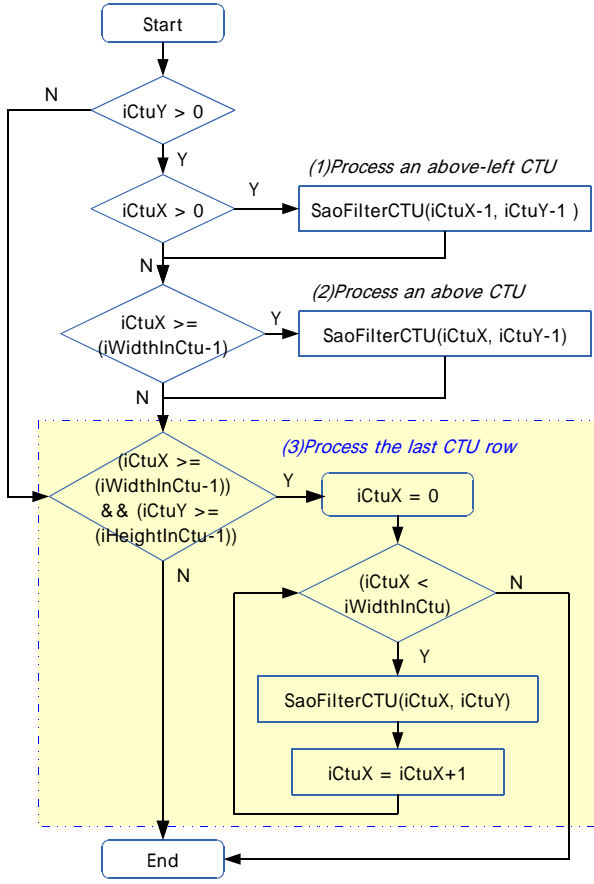 Start
N
iCtuY > 0
Y
(1)Process an above-left CTU
Y
iCtuX > 0
SaoFilterCTU(iCtuX-1, iCtuY-1 )
N
(2)Process an above CTU
Y
iCtuX >=
(iWidthInCtu-1)
SaoFilterCTU(iCtuX, iCtuY-1)
N
(3)Process the last CTU row
(iCtuX >=
(iWidthInCtu-1))
&& (iCtuY >=
(iHeightInCtu-1))
Y
iCtuX = 0
N
(iCtuX <
iWidthInCtu)
N
Y
SaoFilterCTU(iCtuX, iCtuY)
iCtuX = iCtuX+1
End